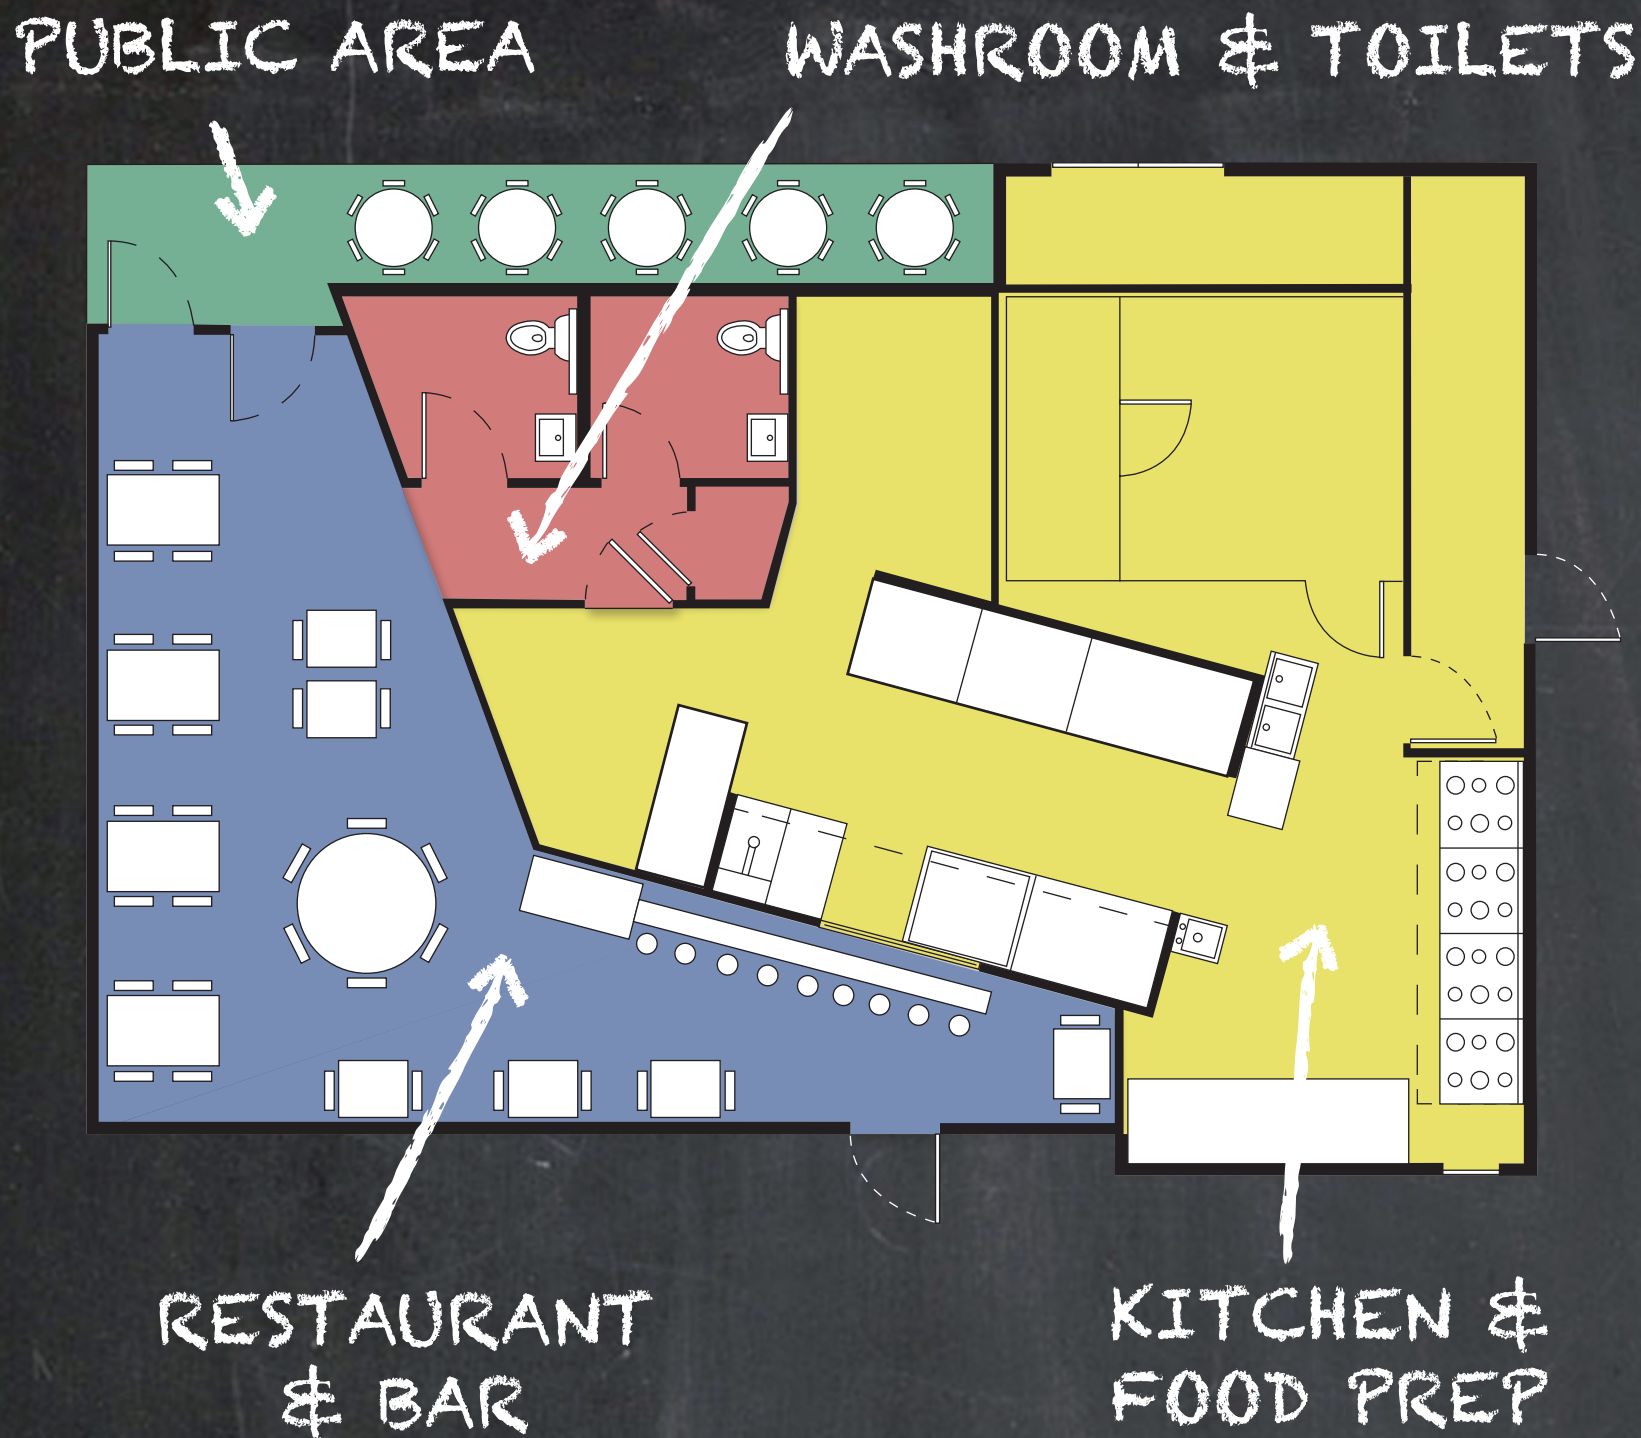 PUBLIC AREA
WASHROOM & TOILETS
RESTAURANT
& BAR
KITCHEN &
FOOD PREP